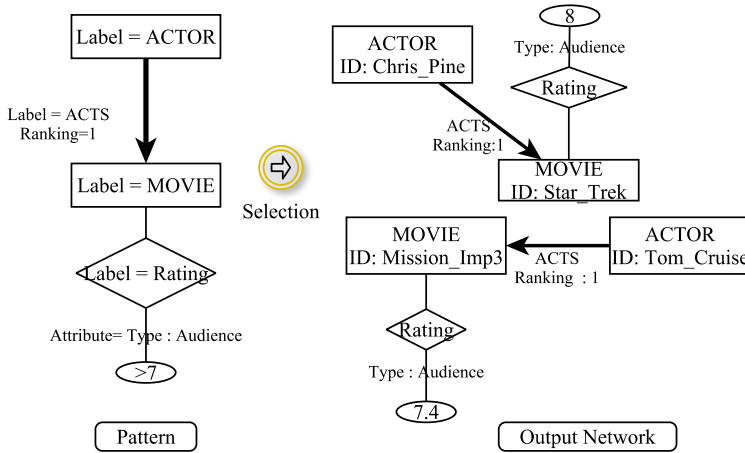 Label = ACTOR
Label = ACTS
Ranking=1
Label = MOVIE
Label = Rating
Attribute= Type : Audience
>7
Pattern
Selection
8
Type: Audience
Rating
ACTOR
ID: Chris_Pine
ACTS
Ranking:1
MOVIE
ID: Star_Trek
MOVIE
ID: Mission_Imp3
ACTS
Ranking : 1
ACTOR
ID: Tom_Cruise
Rating
Type : Audience
7.4
Output Network